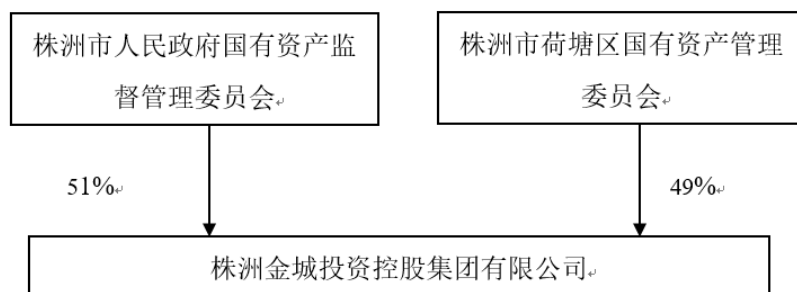 株洲市人民政府国有资产监
督管理委员会
株洲市荷塘区国有资产管理
委员会
51%
49%
株洲金城投资控股集团有限公司